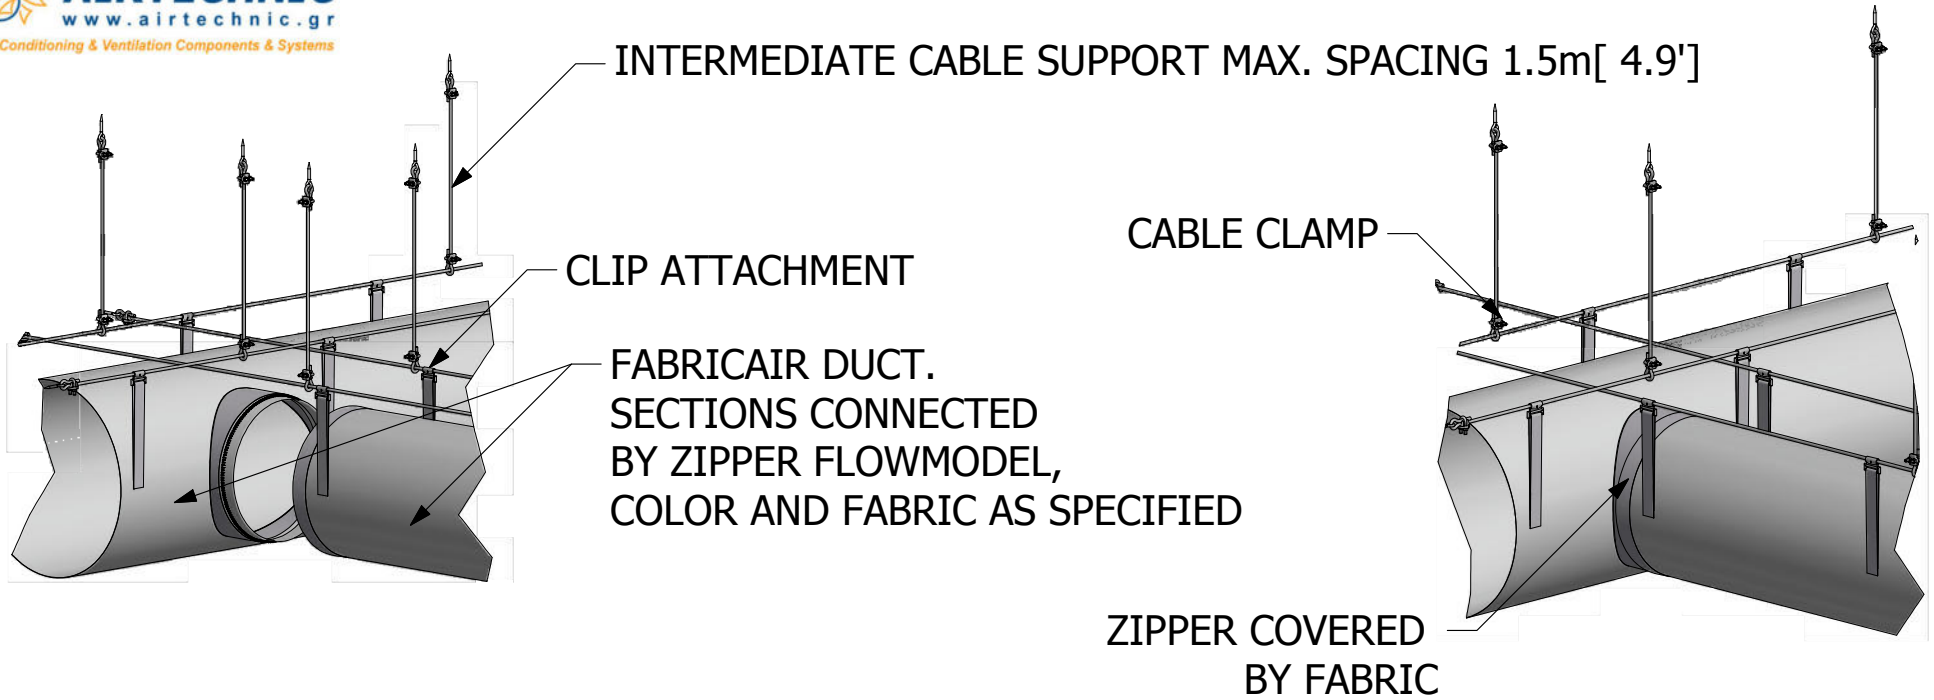 www.airtechnic.gr
Conditioning & Ventilation Components & Systems
INTERMEDIATE CABLE SUPPORT MAX. SPACING 1.5m[ 4.9']
CABLE CLAMP
CLIP ATTACHMENT
FABRICAIR DUCT.
SECTIONS CONNECTED
BY ZIPPER FLOWMODEL,
COLOR AND FABRIC AS SPECIFIED
ZIPPER COVERED
BY FABRIC